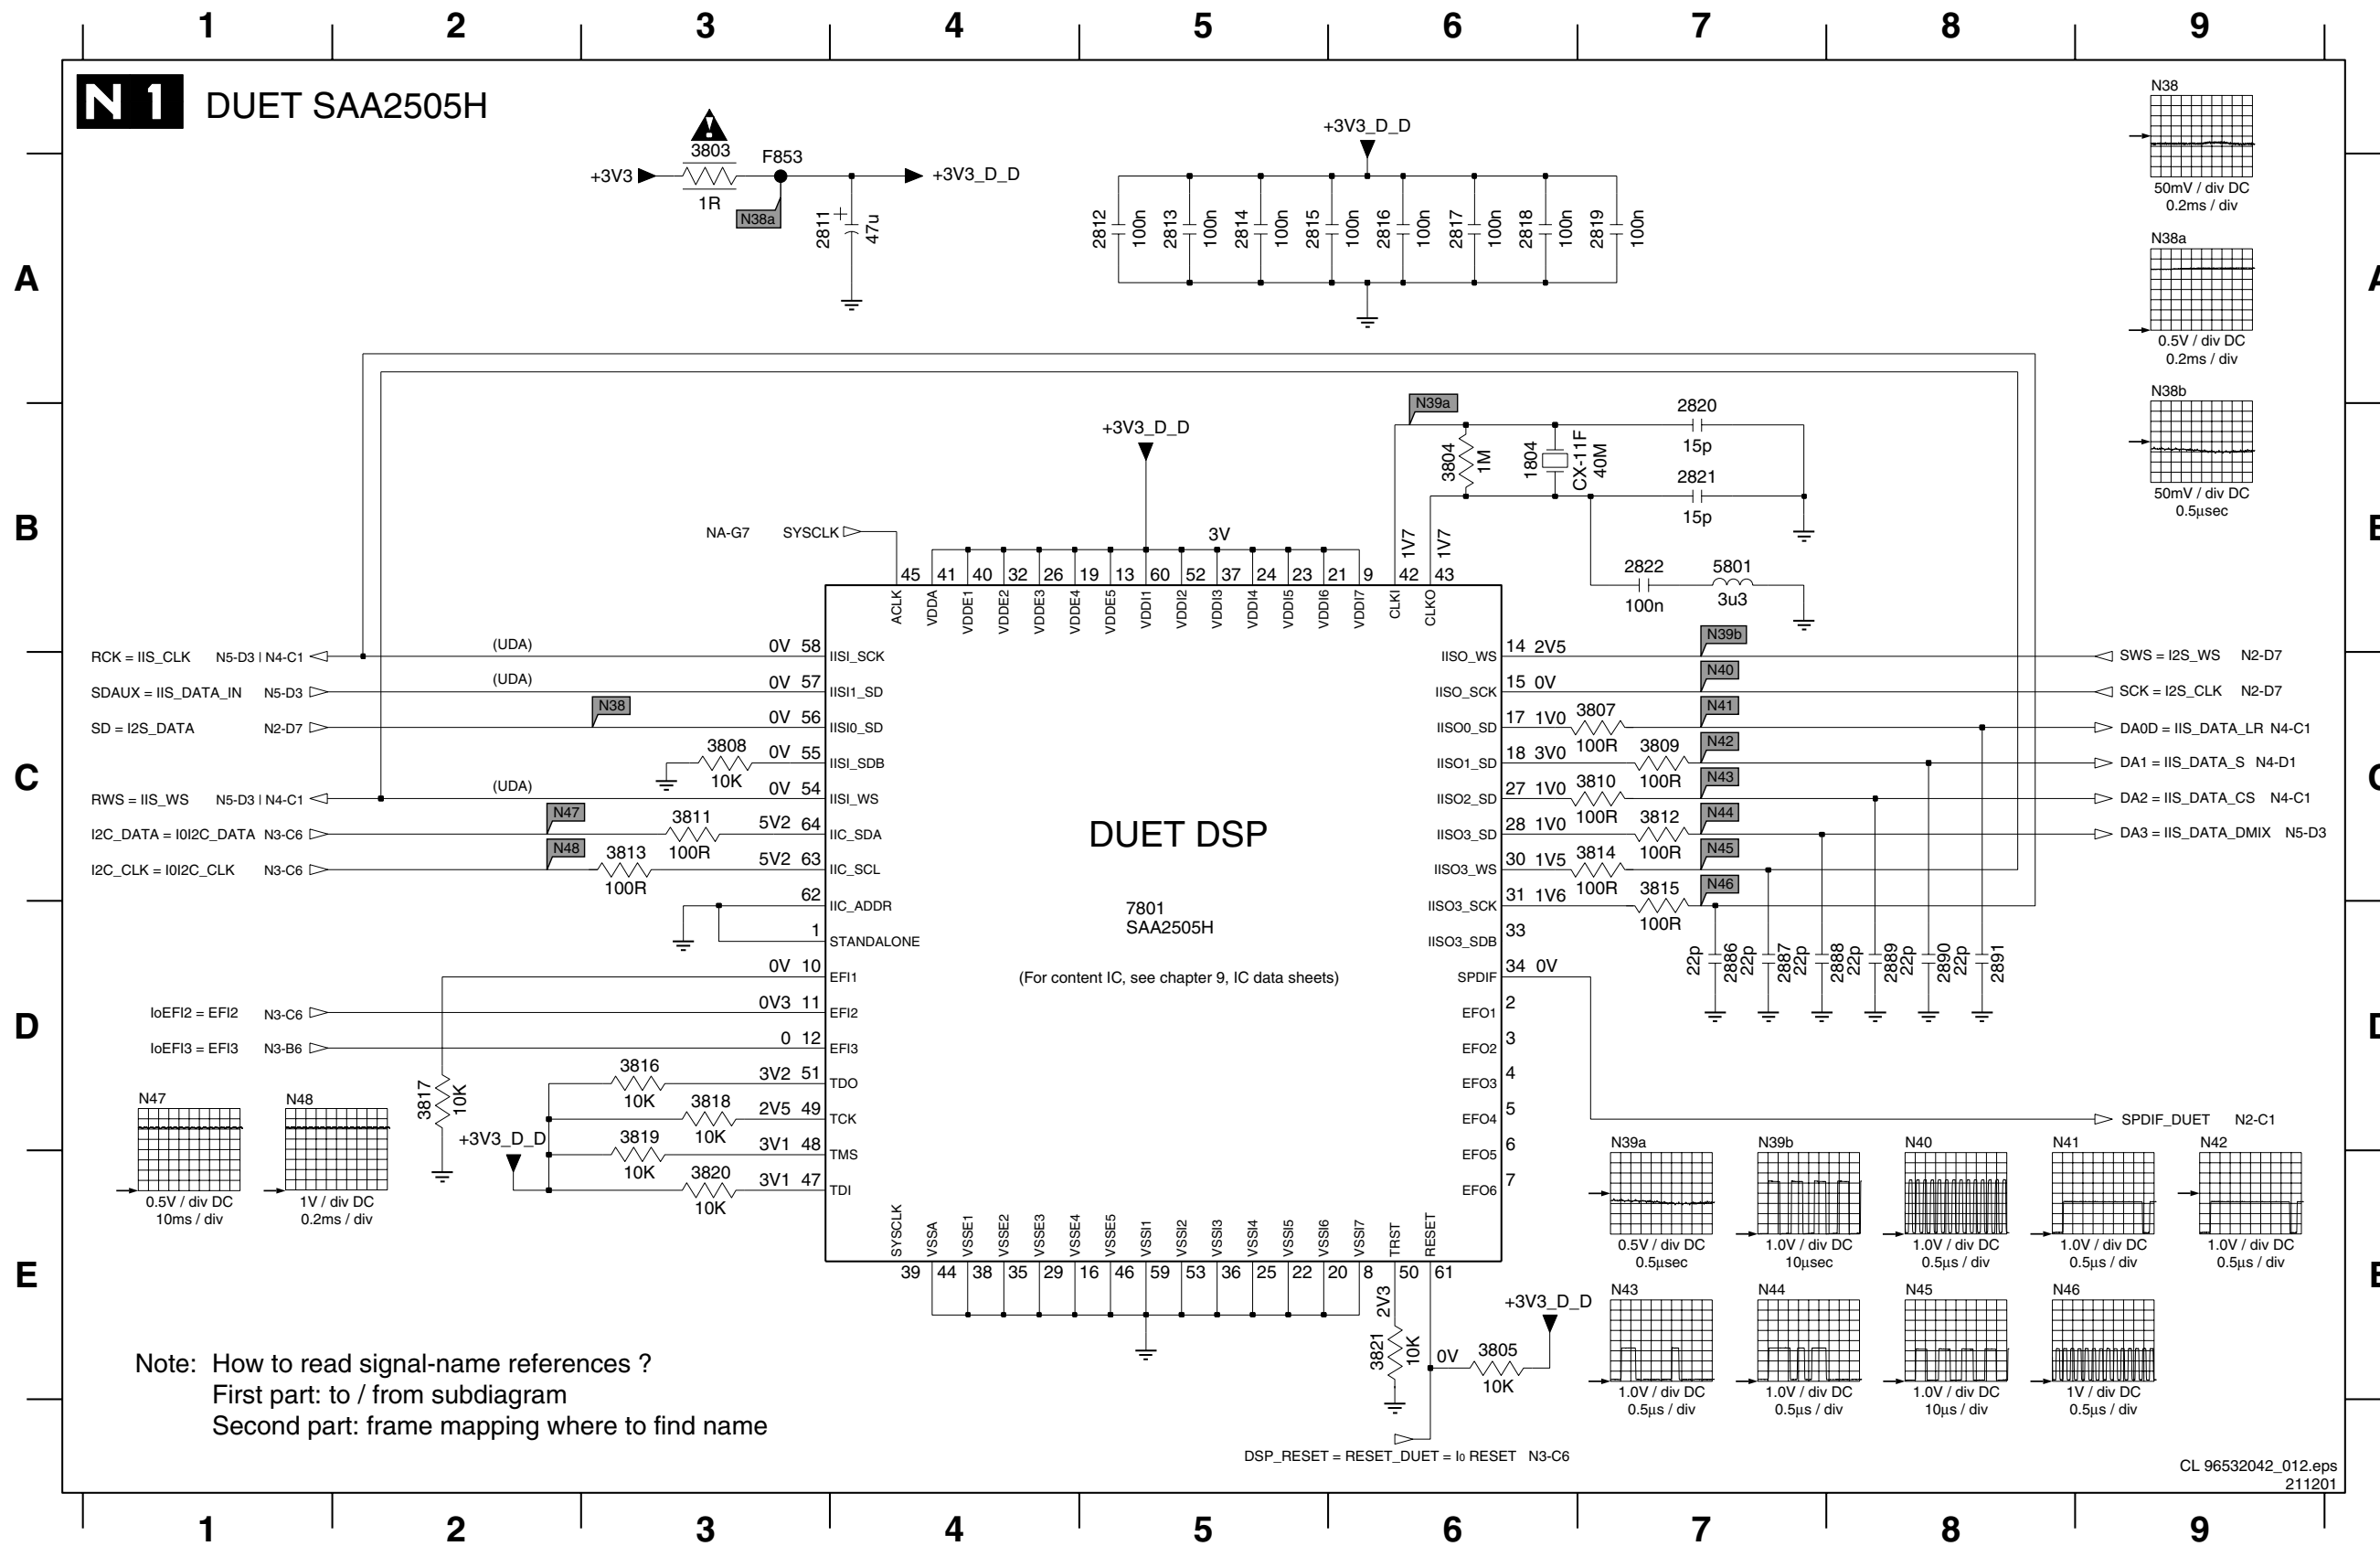 1 2 3 4 5 6 7 8 9
N 1 DUET SAA2505H
3803
F853
+3V3
+3V3_D_D
1R
N38a
2811
+
47u
+3V3_D_D
2812 100n 2813 100n 2814 100n 2815 100n 2816 100n 2817 100n 2818 100n 2819 100n
N38
50mV / div DC
0.2ms / div
N38a
0.5V / div DC
0.2ms / div
N38b
50mV / div DC
0.5µsec
A
B
C
D
E
N39a
3804
1M
1804
CX-11F
40M
2820
15p
2821
15p
2822
100n
5801
3u3
+3V3_D_D
NA-G7 SYSCLK
3V
1V7
1V7
45 41 40 32 26 19 13 60 52 37 24 23 21 9 42 43
ACLK VDDA VDDE1 VDDE2 VDDE3 VDDE4 VDDE5 VDDI1 VDDI2 VDDI3 VDDI4 VDDI5 VDDI6 VDDI7 CLKI CLKO
RCK = IIS_CLK N5-D3 | N4-C1 (UDA) 0V 58 IISI_SCK
SDAUX = IIS_DATA_IN N5-D3 (UDA) 0V 57 IISI1_SD
SD = I2S_DATA N2-D7 N38 0V 56 IISI0_SD
3808 10K 0V 55 IISI_SDB
RWS = IIS_WS N5-D3 | N4-C1 (UDA) 0V 54 IISI_WS
I2C_DATA = I0I2C_DATA N3-C6 N47 3811 100R 5V2 64 IIC_SDA
I2C_CLK = I0I2C_CLK N3-C6 N48 3813 100R 5V2 63 IIC_SCL
62 IIC_ADDR
1 STANDALONE
0V 10 EFI1
IoEFI2 = EFI2 N3-C6 0V3 11 EFI2
IoEFI3 = EFI3 N3-B6 0 12 EFI3
3817 10K
3816 10K 3V2 51 TDO
3818 10K 2V5 49 TCK
+3V3_D_D
3819 10K 3V1 48 TMS
3820 10K 3V1 47 TDI
DUET DSP
7801
SAA2505H
(For content IC, see chapter 9, IC data sheets)
IISO_WS 14 2V5 N39b SWS = I2S_WS N2-D7
IISO_SCK 15 0V N40 SCK = I2S_CLK N2-D7
IISO0_SD 17 1V0 3807 100R N41 DA0D = IIS_DATA_LR N4-C1
IISO1_SD 18 3V0 3809 100R N42 DA1 = IIS_DATA_S N4-D1
IISO2_SD 27 1V0 3810 100R N43 DA2 = IIS_DATA_CS N4-C1
IISO3_SD 28 1V0 3812 100R N44 DA3 = IIS_DATA_DMIX N5-D3
IISO3_WS 30 1V5 3814 100R N45
IISO3_SCK 31 1V6 3815 100R N46
IISO3_SDB 33
SPDIF 34 0V
22p 2886 22p 2887 22p 2888 22p 2889 22p 2890 22p 2891
EFO1 2
EFO2 3
EFO3 4
EFO4 5
EFO5 6
EFO6 7
SPDIF_DUET N2-C1
SYSCLK VSSA VSSE1 VSSE2 VSSE3 VSSE4 VSSE5 VSSI1 VSSI2 VSSI3 VSSI4 VSSI5 VSSI6 VSSI7 TRST RESET
39 44 38 35 29 16 46 59 53 36 25 22 20 8 50 61
2V3
3821
10K
0V
3805
10K
+3V3_D_D
DSP_RESET = RESET_DUET = I0 RESET N3-C6
N47
0.5V / div DC
10ms / div
N48
1V / div DC
0.2ms / div
N39a
0.5V / div DC
0.5µsec
N39b
1.0V / div DC
10µsec
N40
1.0V / div DC
0.5µs / div
N41
1.0V / div DC
0.5µs / div
N42
1.0V / div DC
0.5µs / div
N43
1.0V / div DC
0.5µs / div
N44
1.0V / div DC
0.5µs / div
N45
1.0V / div DC
10µs / div
N46
1V / div DC
0.5µs / div
Note: How to read signal-name references ?
First part: to / from subdiagram
Second part: frame mapping where to find name
CL 96532042_012.eps
211201
A
B
C
D
E
1 2 3 4 5 6 7 8 9